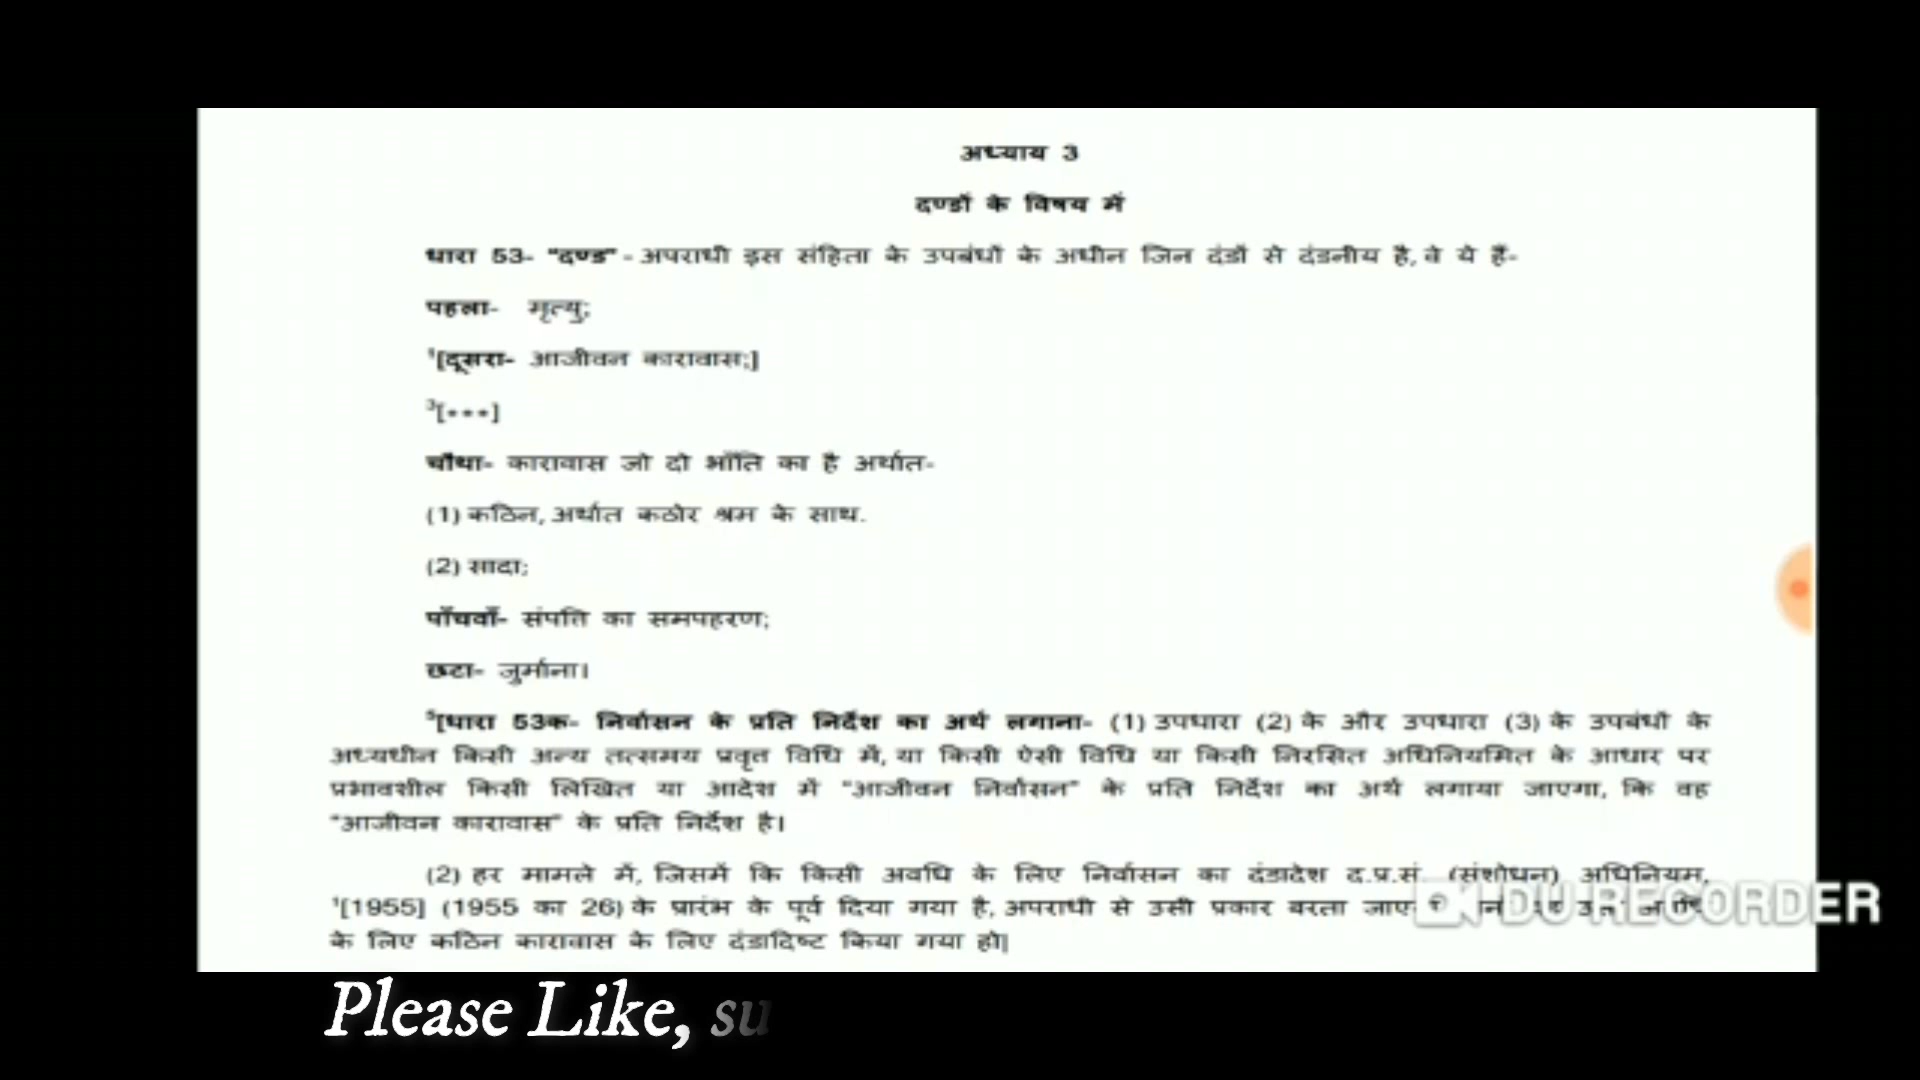 अध्याय 3
दण्डों के विषय में
धारा 53- "दण्ड" - अपराधी इस संहिता के उपबंधों के अधीन जिन दंडों से दंडनीय है, वे ये हैं-
पहला- मृत्यु;
¹[दूसरा- आजीवन कारावास;]
³[***]
चौथा- कारावास जो दो भाँति का है अर्थात-
(1) कठिन, अर्थात कठोर श्रम के साथ.
(2) सादा;
पाँचवाँ- संपति का समपहरण;
छटा- जुर्माना।
⁵[धारा 53क- निर्वासन के प्रति निर्देश का अर्थ लगाना- (1) उपधारा (2) के और उपधारा (3) के उपबंधों के
अध्यधीन किसी अन्य तत्समय प्रवृत विधि में, या किसी ऐसी विधि या किसी निरसित अधिनियमित के आधार पर
प्रभावशील किसी लिखित या आदेश में "आजीवन निर्वासन" के प्रति निर्देश का अर्थ लगाया जाएगा, कि वह
"आजीवन कारावास" के प्रति निर्देश है।
(2) हर मामले में, जिसमें कि किसी अवधि के लिए निर्वासन का दंडादेश द.प्र.सं. (संशोधन) अधिनियम,
¹[1955] (1955 का 26) के प्रारंभ के पूर्व दिया गया है, अपराधी से उसी प्रकार बरता
के लिए कठिन कारावास के लिए दंडादिष्ट किया गया हो|
DU RECORDER
Please Like, su